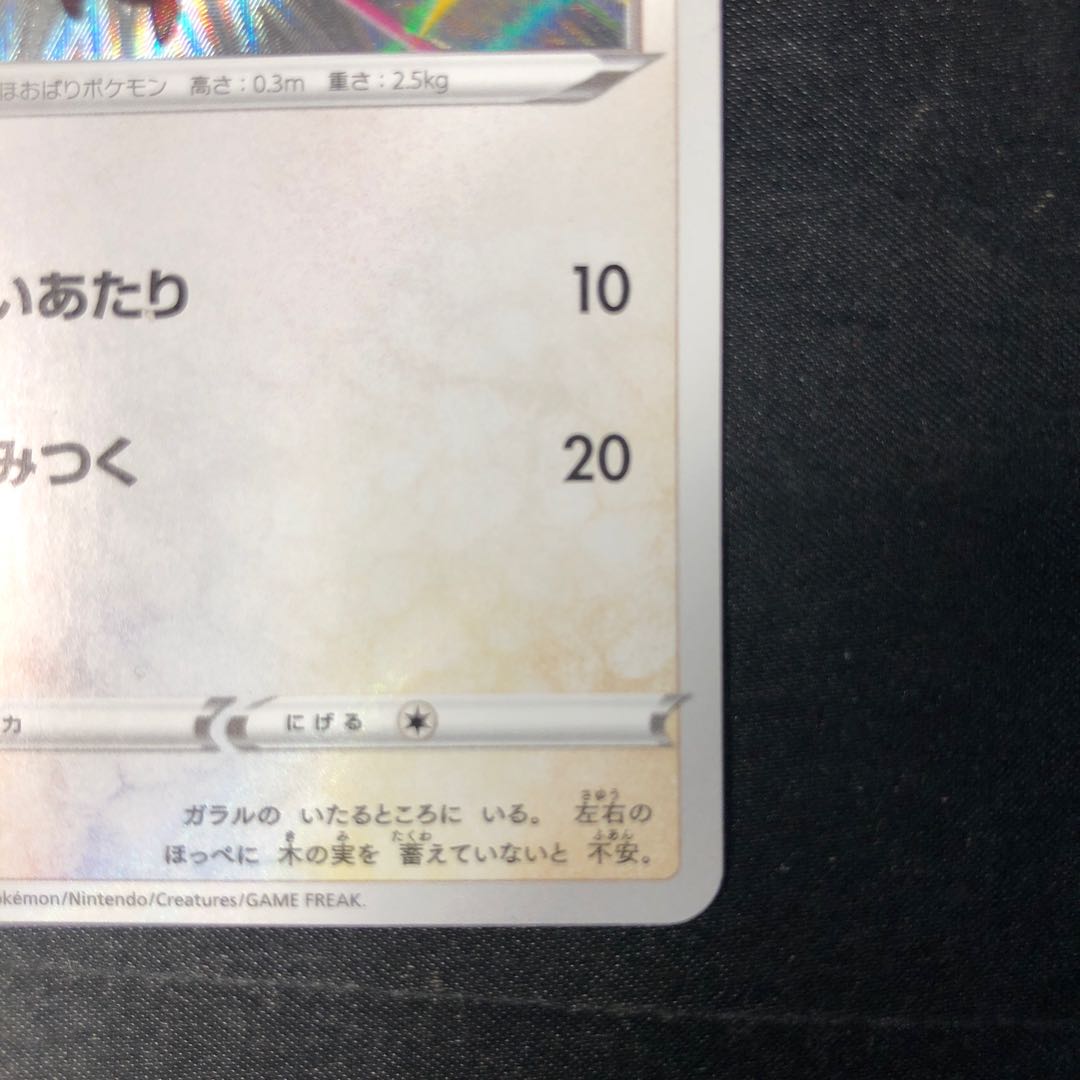 ほおばりポケモン 高さ：0.3m 重さ：2.5kg
いあたり 10
みつく 20
カ にげる
ガラルの いたるところに いる。 左右の
さゆう
ほっぺに 木の実を 蓄えていないと 不安。
き み たくわ ふあん
okémon/Nintendo/Creatures/GAME FREAK.